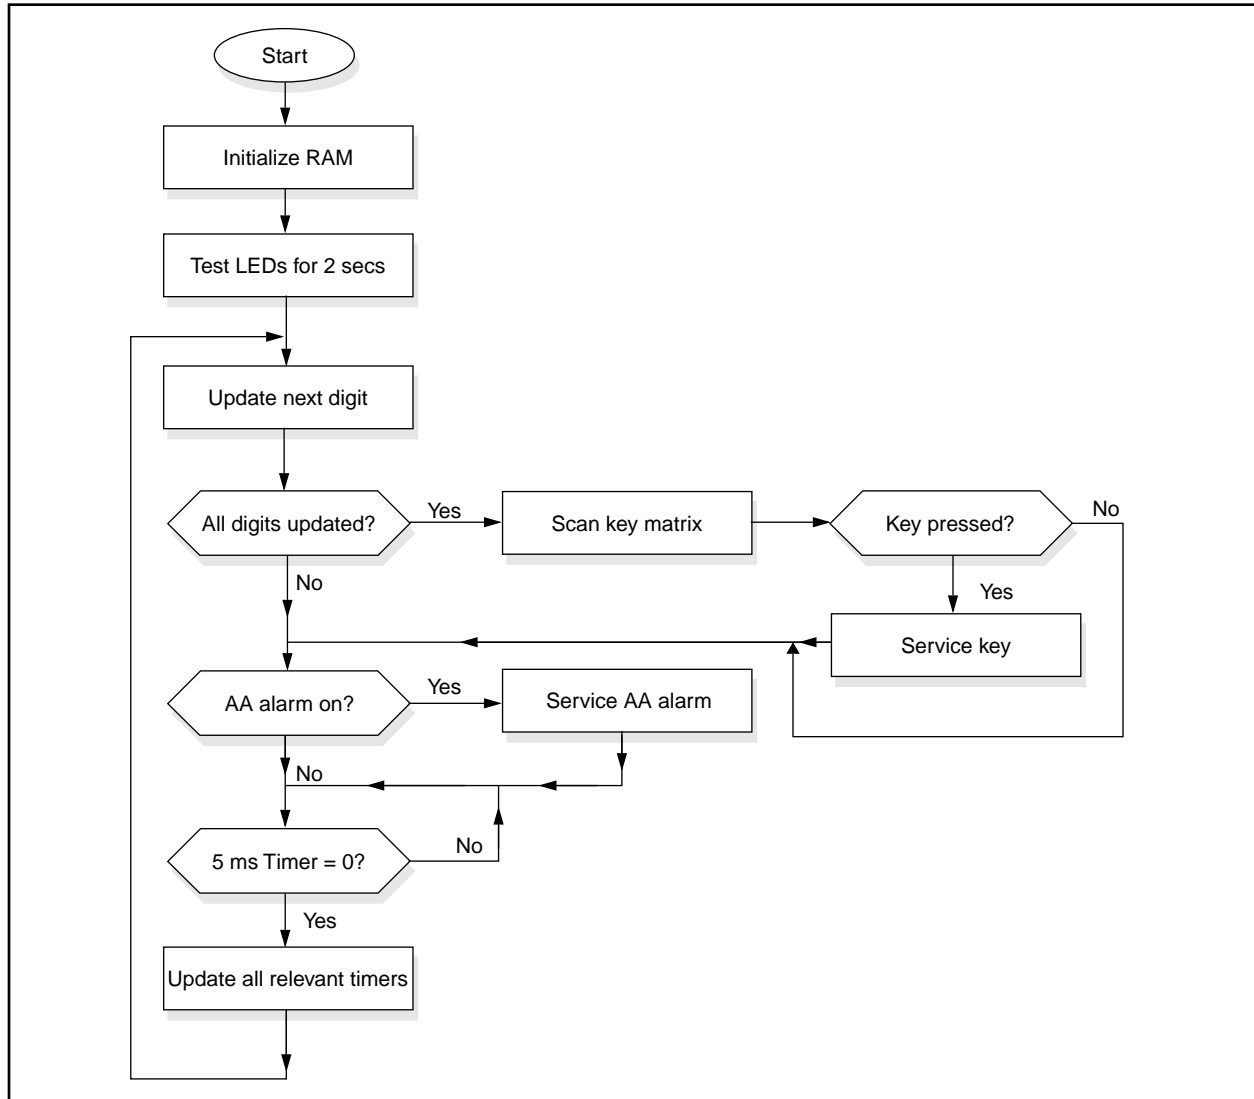 Start
Initialize RAM
Test LEDs for 2 secs
Update next digit
All digits updated?
Yes
Scan key matrix
Key pressed?
No
No
Yes
Service key
AA alarm on?
Yes
Service AA alarm
No
5 ms Timer = 0?
No
Yes
Update all relevant timers